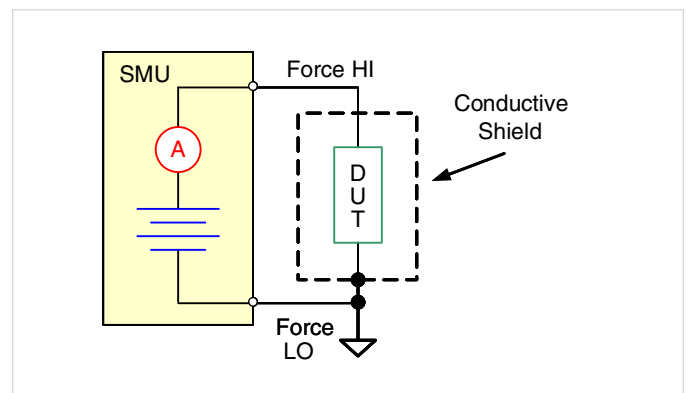 SMU
Force HI
A
Conductive
Shield
D
U
T
Force
LO